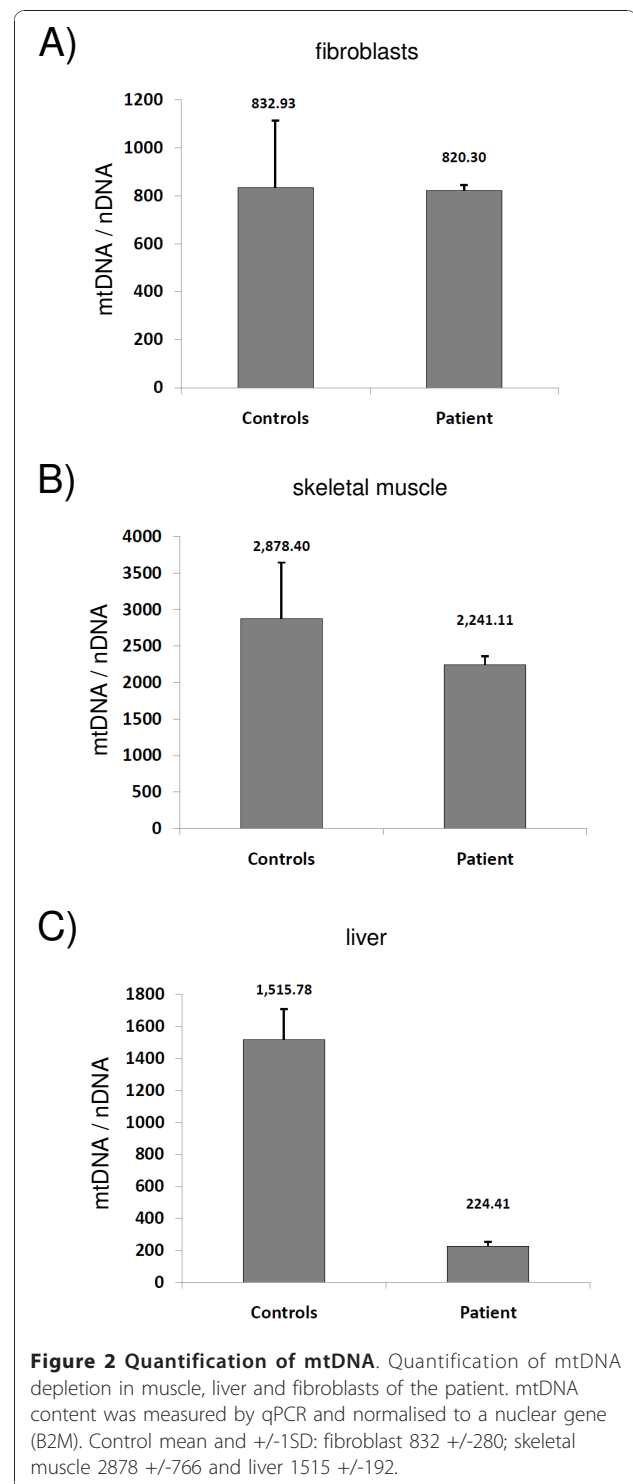 A)
fibroblasts
mtDNA / nDNA
1200
1000
800
600
400
200
0
832.93
820.30
Controls
Patient
B)
skeletal muscle
mtDNA / nDNA
4000
3500
3000
2500
2000
1500
1000
500
0
2,878.40
2,241.11
Controls
Patient
C)
liver
mtDNA / nDNA
1800
1600
1400
1200
1000
800
600
400
200
0
1,515.78
224.41
Controls
Patient
Figure 2 Quantification of mtDNA. Quantification of mtDNA
depletion in muscle, liver and fibroblasts of the patient. mtDNA
content was measured by qPCR and normalised to a nuclear gene
(B2M). Control mean and +/-1SD: fibroblast 832 +/-280; skeletal
muscle 2878 +/-766 and liver 1515 +/-192.